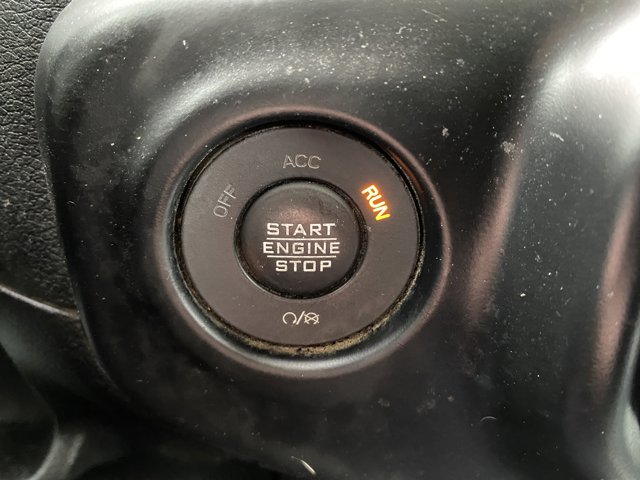 ACC
OFF
RUN
START
ENGINE
STOP